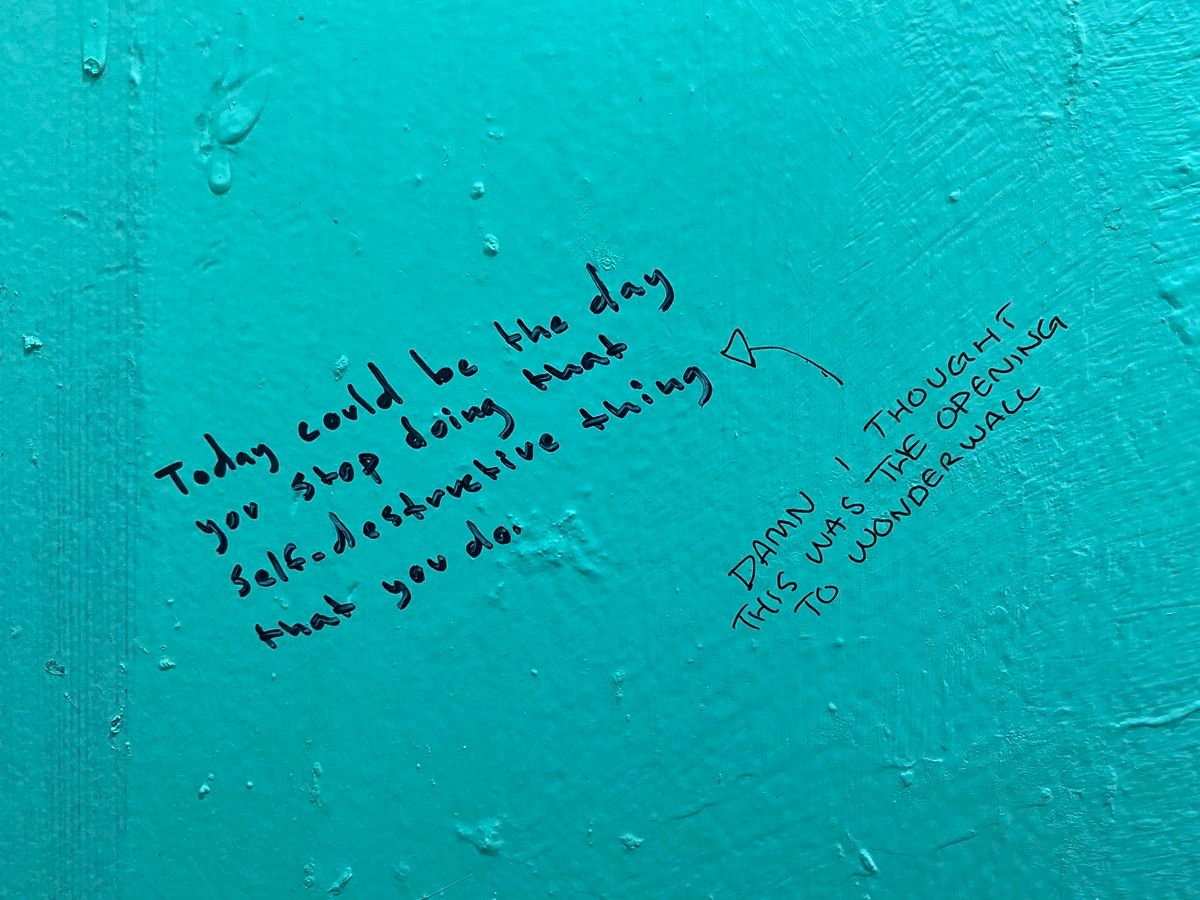 Today could be the day
you stop doing that
self-destructive thing
that you do.
DAMN I THOUGHT
THIS WAS THE OPENING
TO WONDERWALL